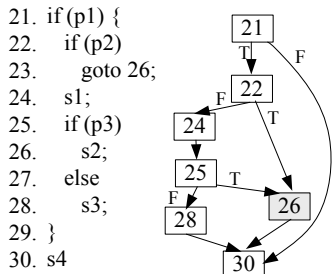 21. if (p1) {
22.   if (p2)
23.     goto 26;
24.   s1;
25.   if (p3)
26.     s2;
27.   else
28.     s3;
29. }
30. s4
21
T
F
22
F
T
24
25
T
F
26
28
30